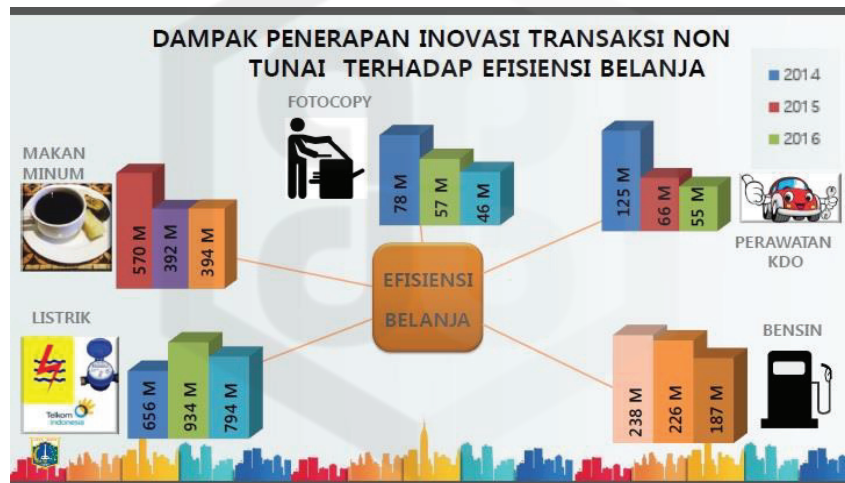 DAMPAK PENERAPAN INOVASI TRANSAKSI NON
TUNAI TERHADAP EFISIENSI BELANJA
2014
2015
2016
FOTOCOPY
78 M
57 M
46 M
MAKAN
MINUM
570 M
392 M
394 M
125 M
66 M
55 M
PERAWATAN
KDO
EFISIENSI
BELANJA
LISTRIK
Telkom
Indonesia
656 M
934 M
794 M
BENSIN
238 M
226 M
187 M